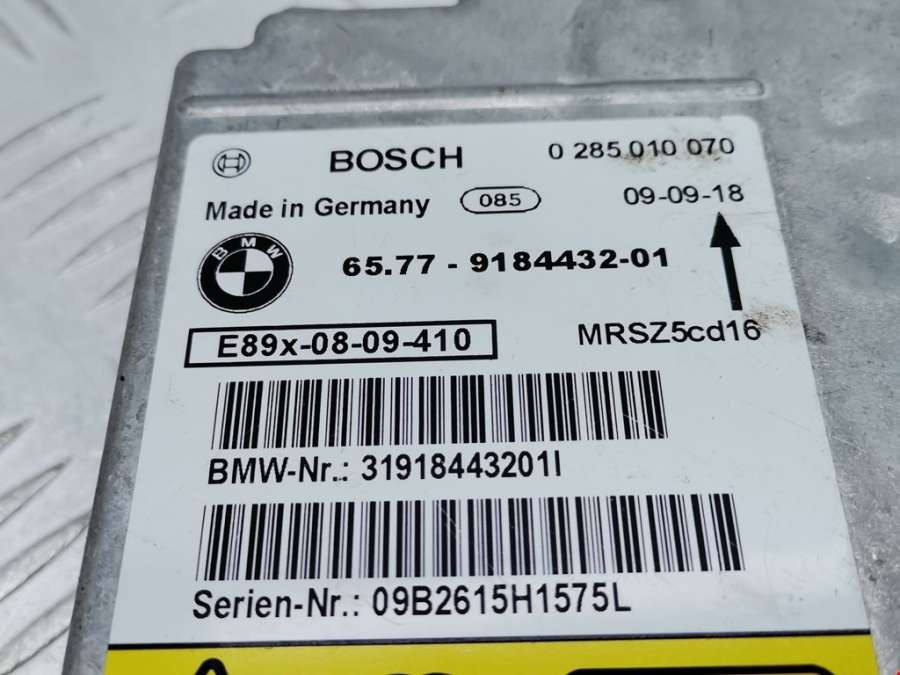 BOSCH 0 285 010 070
Made in Germany 085 09-09-18
BMW 65.77 - 9184432-01
E89x-08-09-410 MRSZ5cd16
BMW-Nr.: 31918443201I
Serien-Nr.: 09B2615H1575L